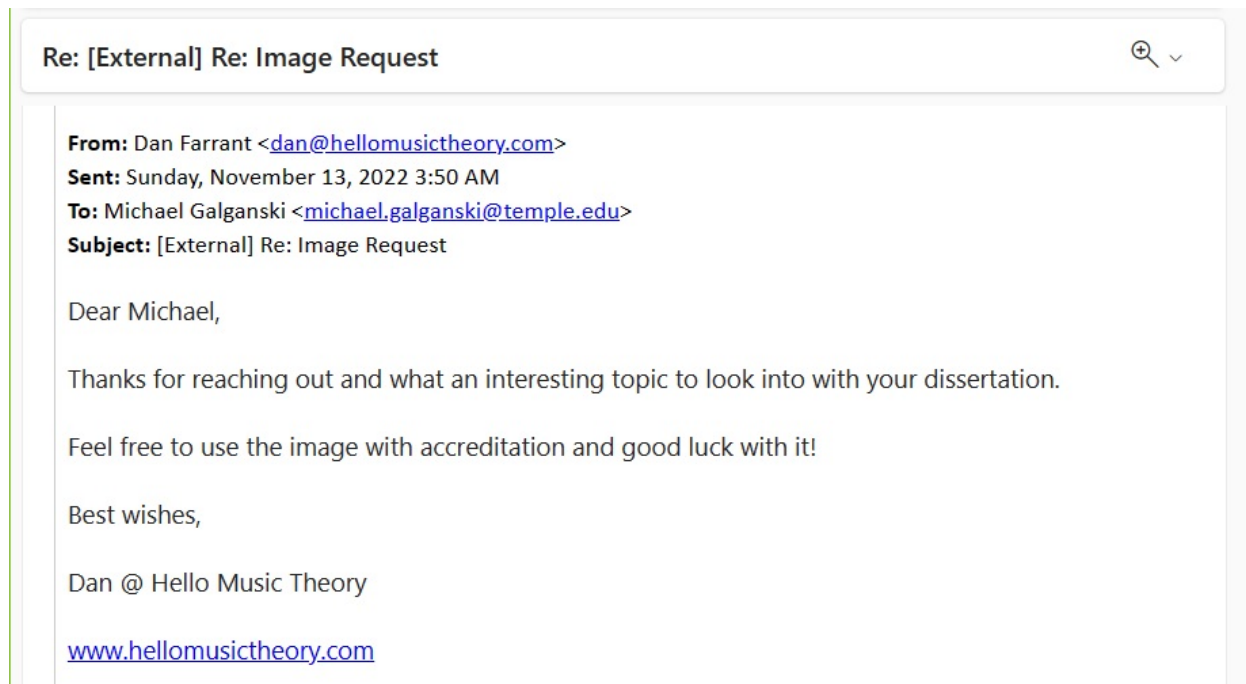 Re: [External] Re: Image Request
From: Dan Farrant <dan@hellomusictheory.com>
Sent: Sunday, November 13, 2022 3:50 AM
To: Michael Galganski <michael.galganski@temple.edu>
Subject: [External] Re: Image Request
Dear Michael,
Thanks for reaching out and what an interesting topic to look into with your dissertation.
Feel free to use the image with accreditation and good luck with it!
Best wishes,
Dan @ Hello Music Theory
www.hellomusictheory.com